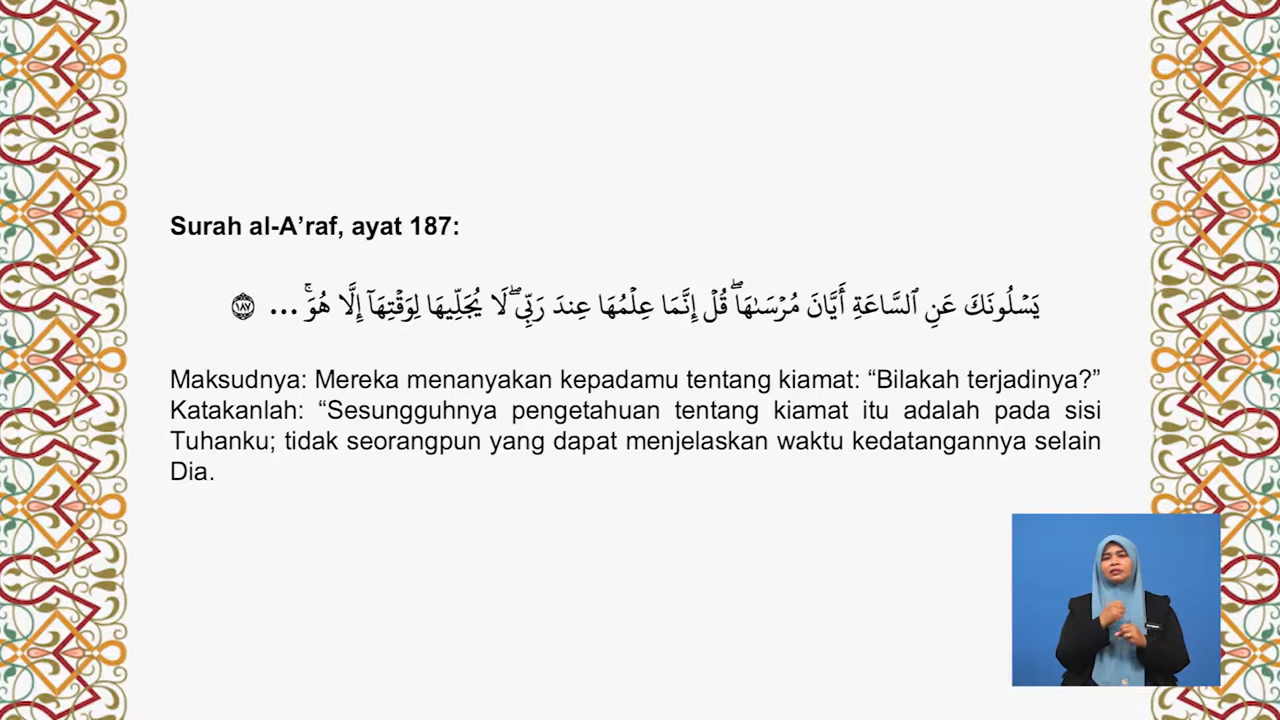 Surah al-A’raf, ayat 187:
يَسْـَٔلُونَكَ عَنِ ٱلسَّاعَةِ أَيَّانَ مُرْسَىٰهَا ۖ قُلْ إِنَّمَا عِلْمُهَا عِندَ رَبِّى ۖ لَا يُجَلِّيهَا لِوَقْتِهَآ إِلَّا هُوَ ۚ ... ١٨٧
Maksudnya: Mereka menanyakan kepadamu tentang kiamat: “Bilakah terjadinya?”
Katakanlah: “Sesungguhnya pengetahuan tentang kiamat itu adalah pada sisi
Tuhanku; tidak seorangpun yang dapat menjelaskan waktu kedatangannya selain
Dia.